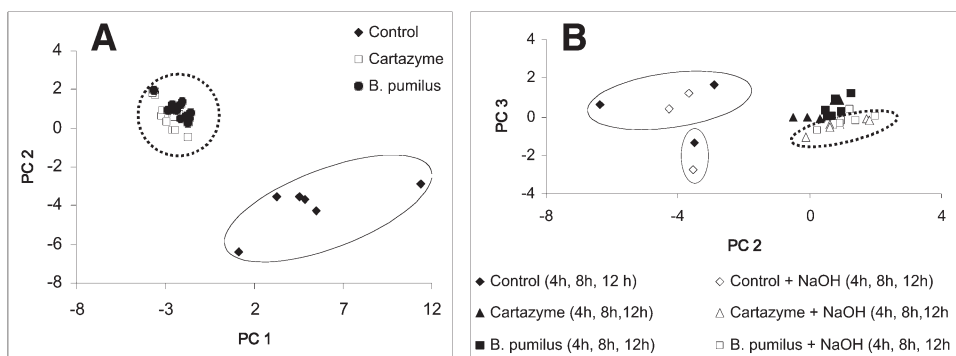 A
Control
Cartazyme
B. pumilus
4
2
0
-2
-4
-6
-8
PC 2
-8 -3 2 7 12
PC 1
B
4
2
0
-2
-4
PC 3
-8 -4 0 4
PC 2
Control (4h, 8h, 12 h)
Control + NaOH (4h, 8h, 12h)
Cartazyme (4h, 8h,12h)
Cartazyme + NaOH (4h, 8h,12h
B. pumilus (4h, 8h, 12h)
B. pumilus + NaOH (4h, 8h, 12h